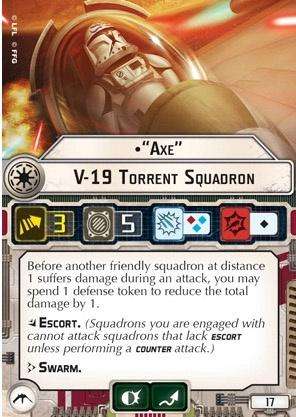 © LFL © FFG
•“Axe”
V-19 Torrent Squadron
3 5
Before another friendly squadron at distance
1 suffers damage during an attack, you may
spend 1 defense token to reduce the total
damage by 1.
Escort. (Squadrons you are engaged with
cannot attack squadrons that lack escort
unless performing a counter attack.)
Swarm.
17